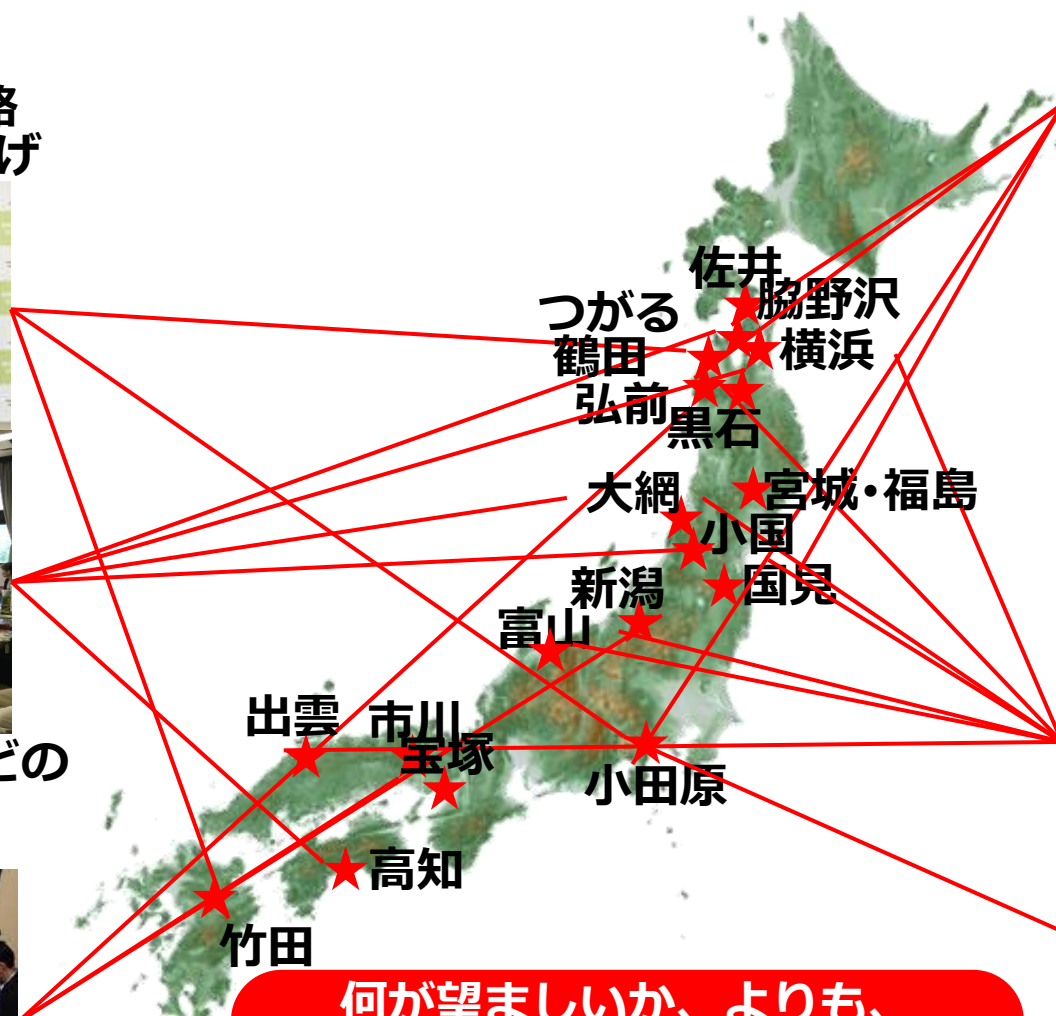 げ
佐井
脇野沢
つがる
横浜
鶴田
弘前
黒石
大網
宮城・福島
小国
新潟
国見
富山
出雲
市川
宝塚
どの
小田原
高知
竹田
何が望ましいか、よりも、